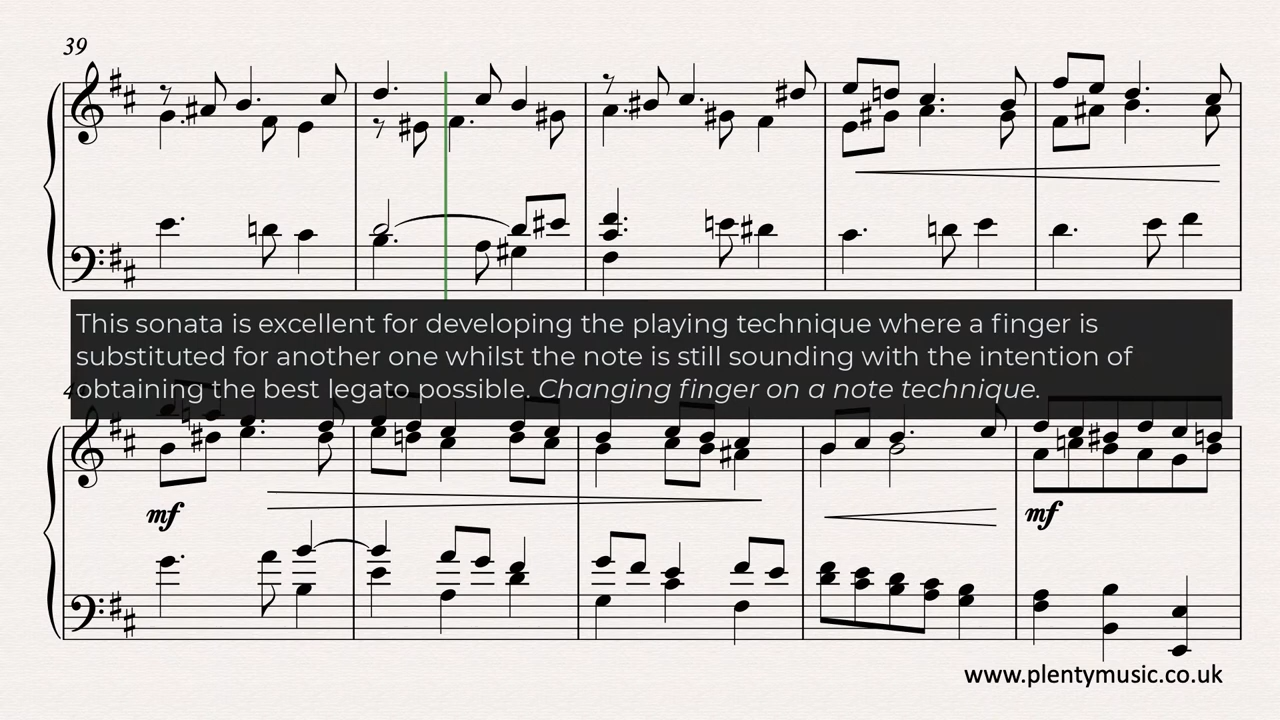 39
This sonata is excellent for developing the playing technique where a finger is
substituted for another one whilst the note is still sounding with the intention of
obtaining the best legato possible. Changing finger on a note technique.
mf
mf
www.plentymusic.co.uk